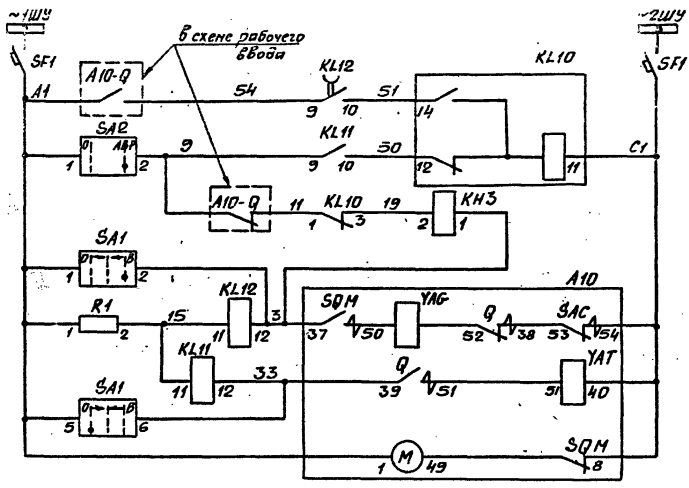 ~1ШУ ~2ШУ
в схеме рабочего
ввода
SF1 A10-Q KL12 KL10 SF1
A1 54 51
9 10 14
SA2 KL11 C1
O АВР 9 50
1 2 9 10 12 11
A10-Q 11 KL10 19 KH3
1 3 2 1
SA1
O B
1 2 A10
R1 KL12 SQM YAG Q SAC
15 3
1 2 11 12 37 50 52 38 53 54
KL11 33 Q YAT
11 12 39 51 51 40
SA1
O B
5 6 SQM
M
1 49 8